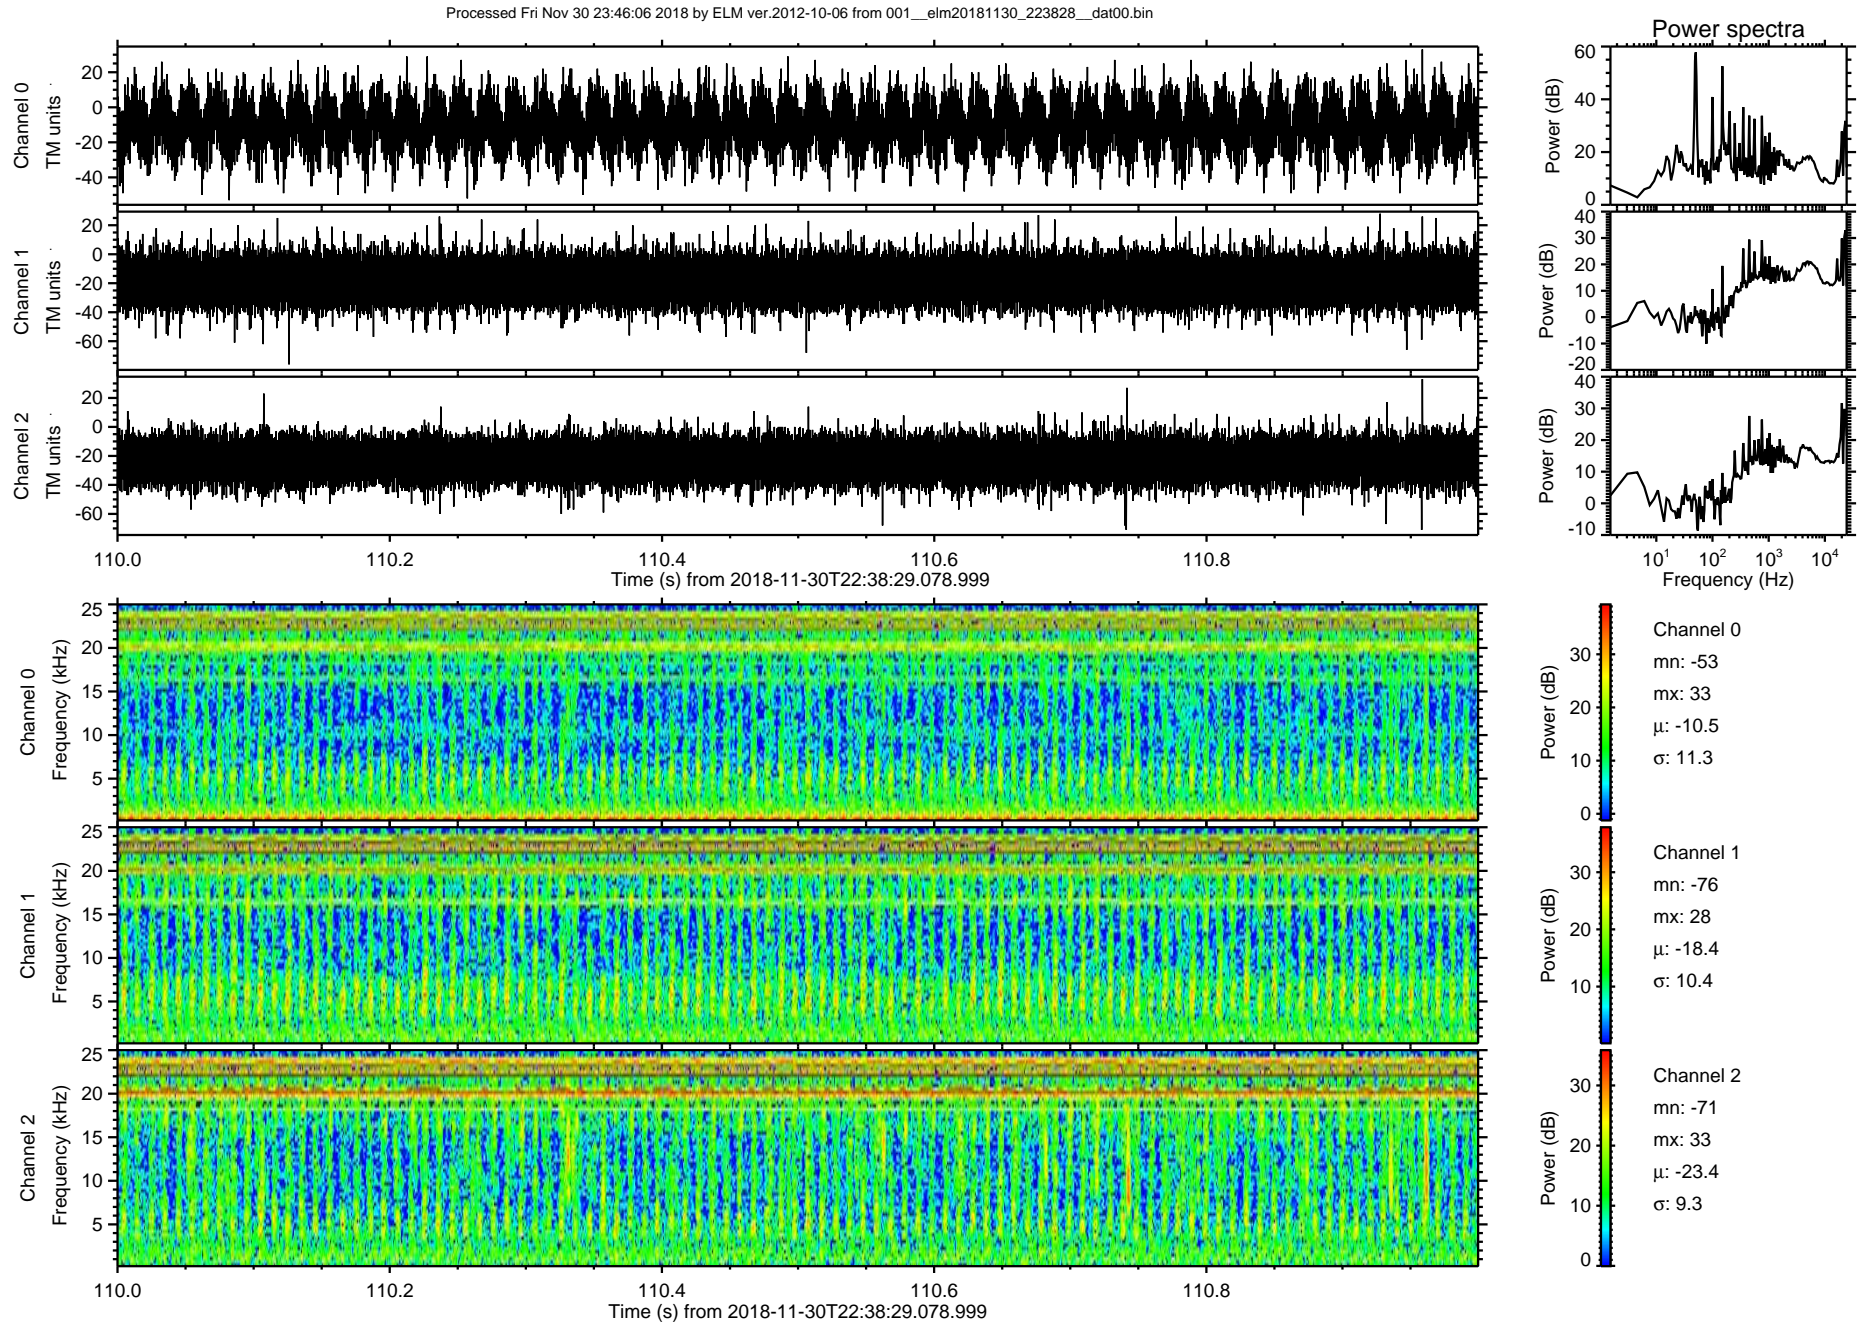 Processed Fri Nov 30 23:46:06 2018 by ELM ver.2012-10-06 from 001__elm20181130_223828__dat00.bin
Power spectra
Channel 0
TM units
20
0
-20
-40
Power (dB)
60
40
20
0
Channel 1
TM units
20
0
-20
-40
-60
Power (dB)
40
30
20
10
0
-10
-20
Channel 2
TM units
20
0
-20
-40
-60
Power (dB)
40
30
20
10
0
-10
110.0 110.2 110.4 110.6 110.8
Time (s) from 2018-11-30T22:38:29.078.999
10^1 10^2 10^3 10^4
Frequency (Hz)
Channel 0
Frequency (kHz)
25
20
15
10
5
Power (dB)
30
20
10
0
Channel 0
mn: -53
mx: 33
μ: -10.5
σ: 11.3
Channel 1
Frequency (kHz)
25
20
15
10
5
Power (dB)
30
20
10
Channel 1
mn: -76
mx: 28
μ: -18.4
σ: 10.4
Channel 2
Frequency (kHz)
25
20
15
10
5
Power (dB)
30
20
10
0
Channel 2
mn: -71
mx: 33
μ: -23.4
σ: 9.3
110.0 110.2 110.4 110.6 110.8
Time (s) from 2018-11-30T22:38:29.078.999